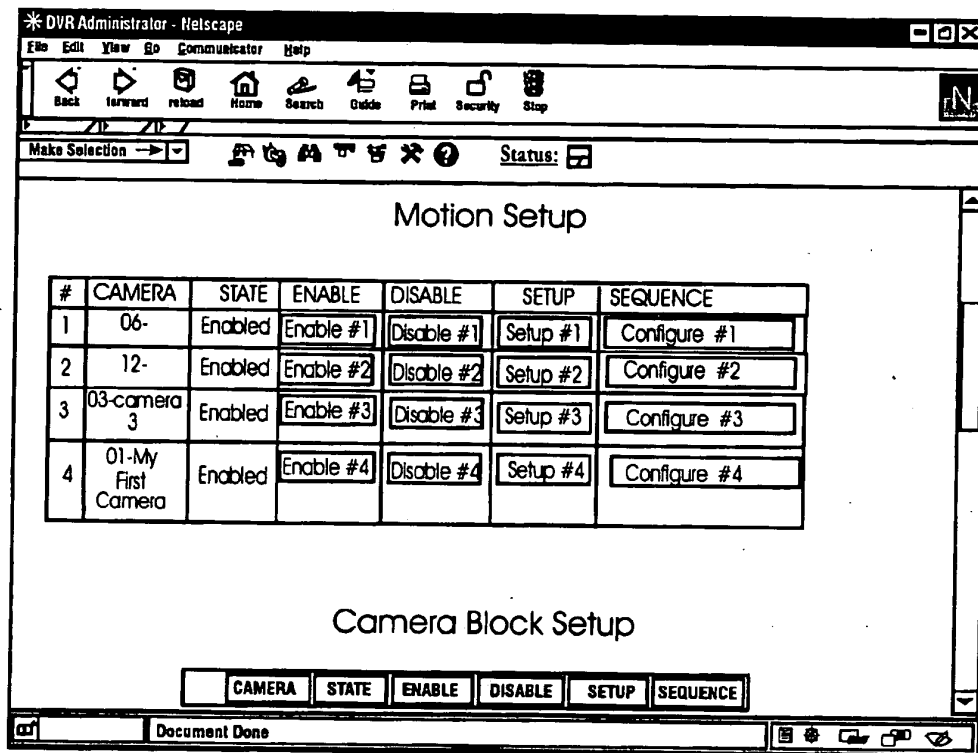 DVR Administrator - Netscape
File Edit View Go Communicator Help
Back forward reload Home Search Guide Print Security Stop
N
Make Selection Status:
Motion Setup
# CAMERA STATE ENABLE DISABLE SETUP SEQUENCE
1 06- Enabled Enable #1 Disable #1 Setup #1 Configure #1
2 12- Enabled Enable #2 Disable #2 Setup #2 Configure #2
3 03-camera 3 Enabled Enable #3 Disable #3 Setup #3 Configure #3
4 01-My First Camera Enabled Enable #4 Disable #4 Setup #4 Configure #4
Camera Block Setup
CAMERA STATE ENABLE DISABLE SETUP SEQUENCE
Document Done